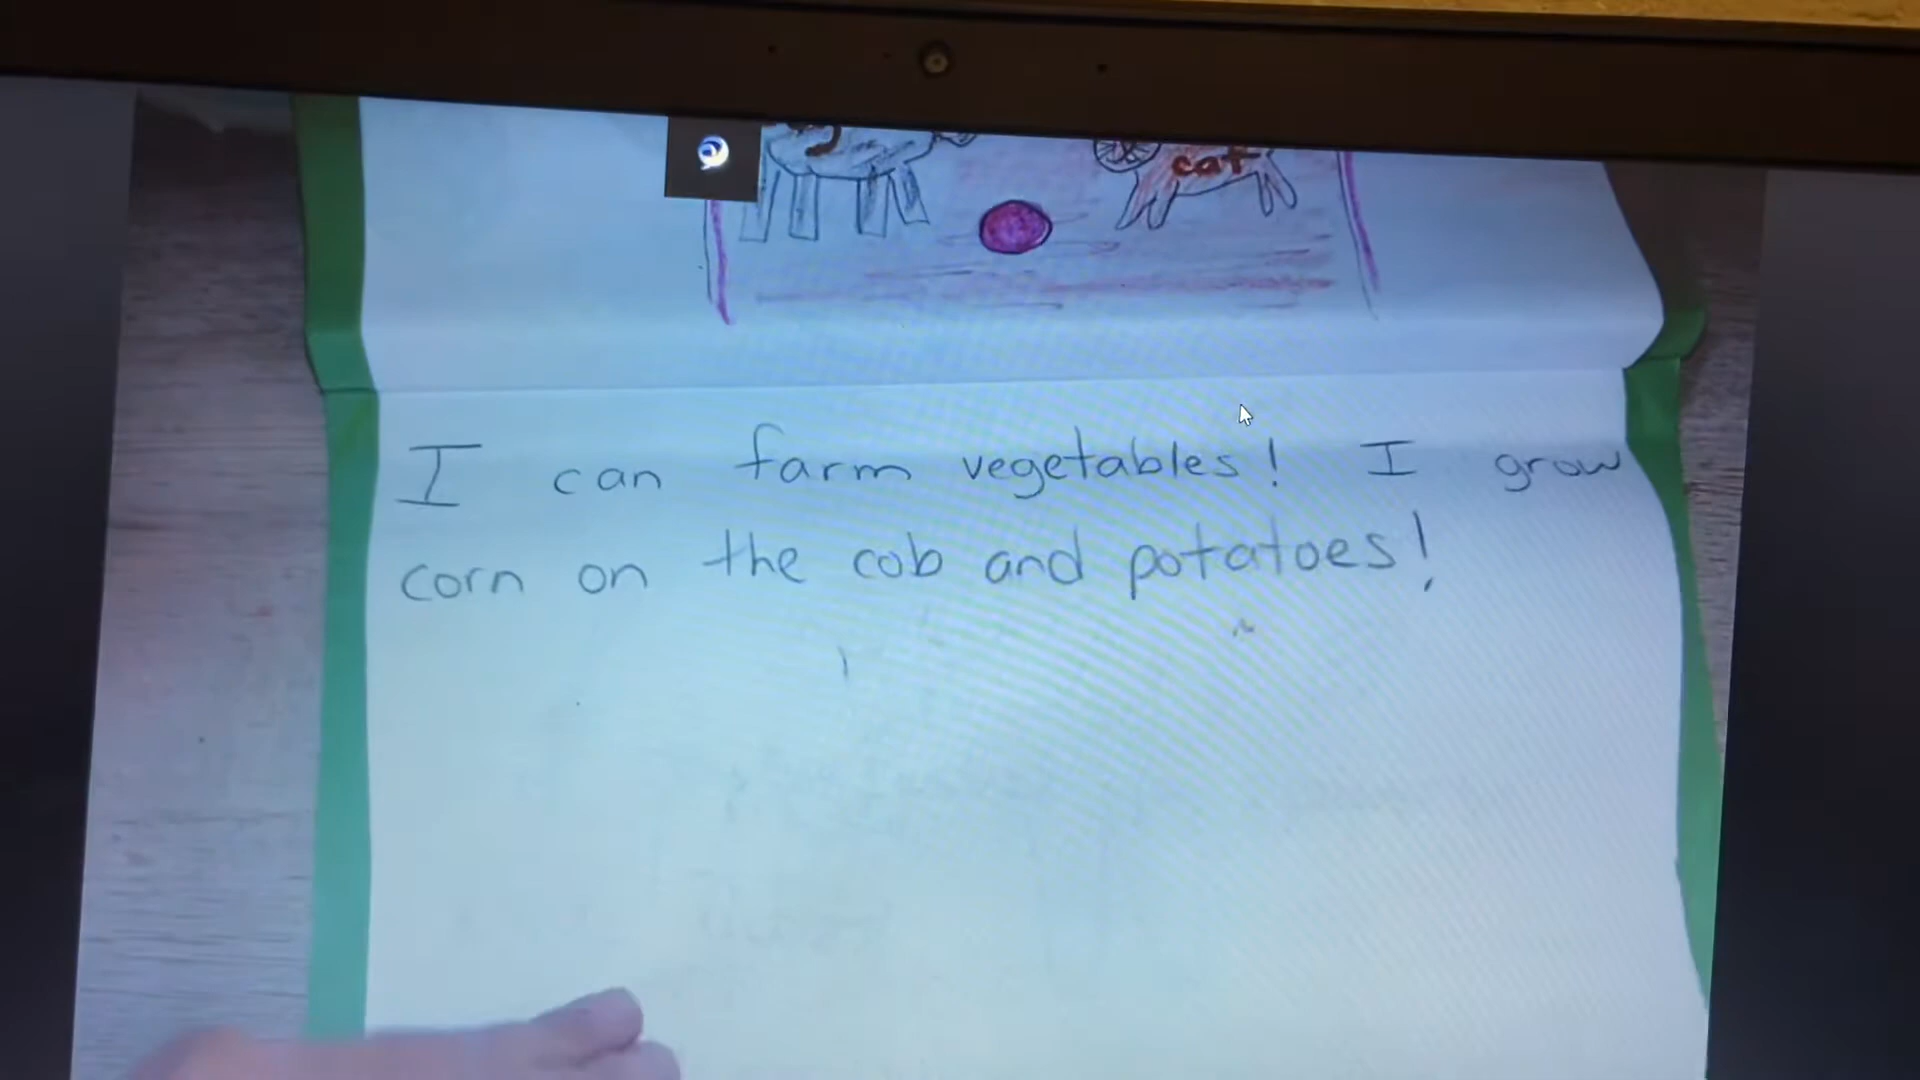 cat
I can farm vegetables! I grow
corn on the cob and potatoes!